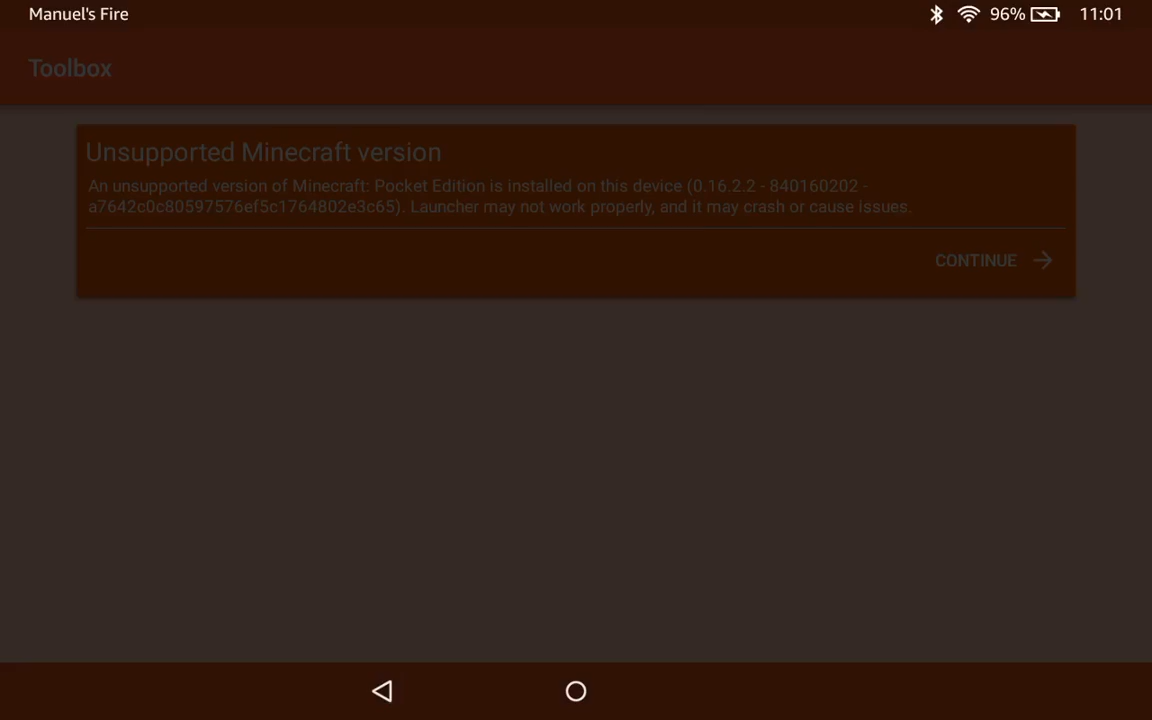 Manuel's Fire
96%
11:01
Toolbox
Unsupported Minecraft version
An unsupported version of Minecraft: Pocket Edition is installed on this device (0.16.2.2 - 840160202 -
a7642c0c80597576ef5c1764802e3c65). Launcher may not work properly, and it may crash or cause issues.
CONTINUE